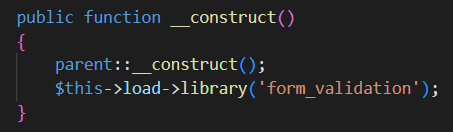 public function __construct()
{
    parent::__construct();
    $this->load->library('form_validation');
}